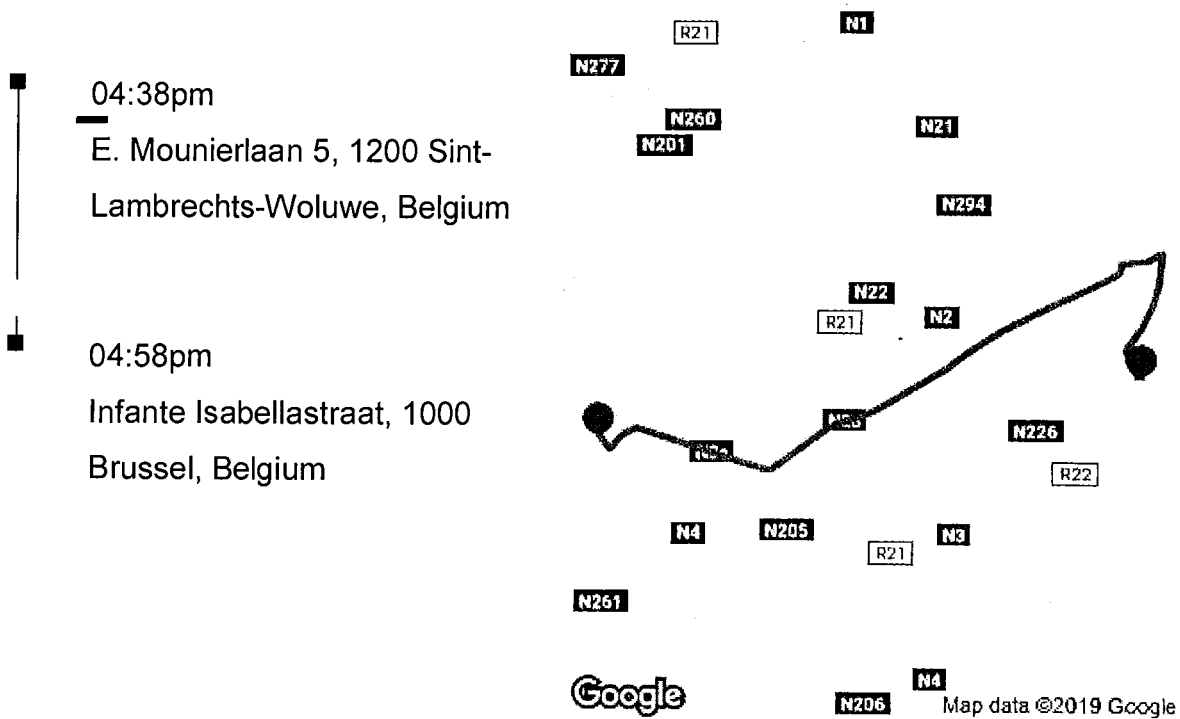 04:38pm
E. Mounierlaan 5, 1200 Sint-
Lambrechts-Woluwe, Belgium
04:58pm
Infante Isabellastraat, 1000
Brussel, Belgium
N1
R21
N277
N260
N21
N201
N294
N22
R21
N2
N226
R22
N4
N205
N3
R21
N261
N4
Google
N206
Map data ©2019 Google